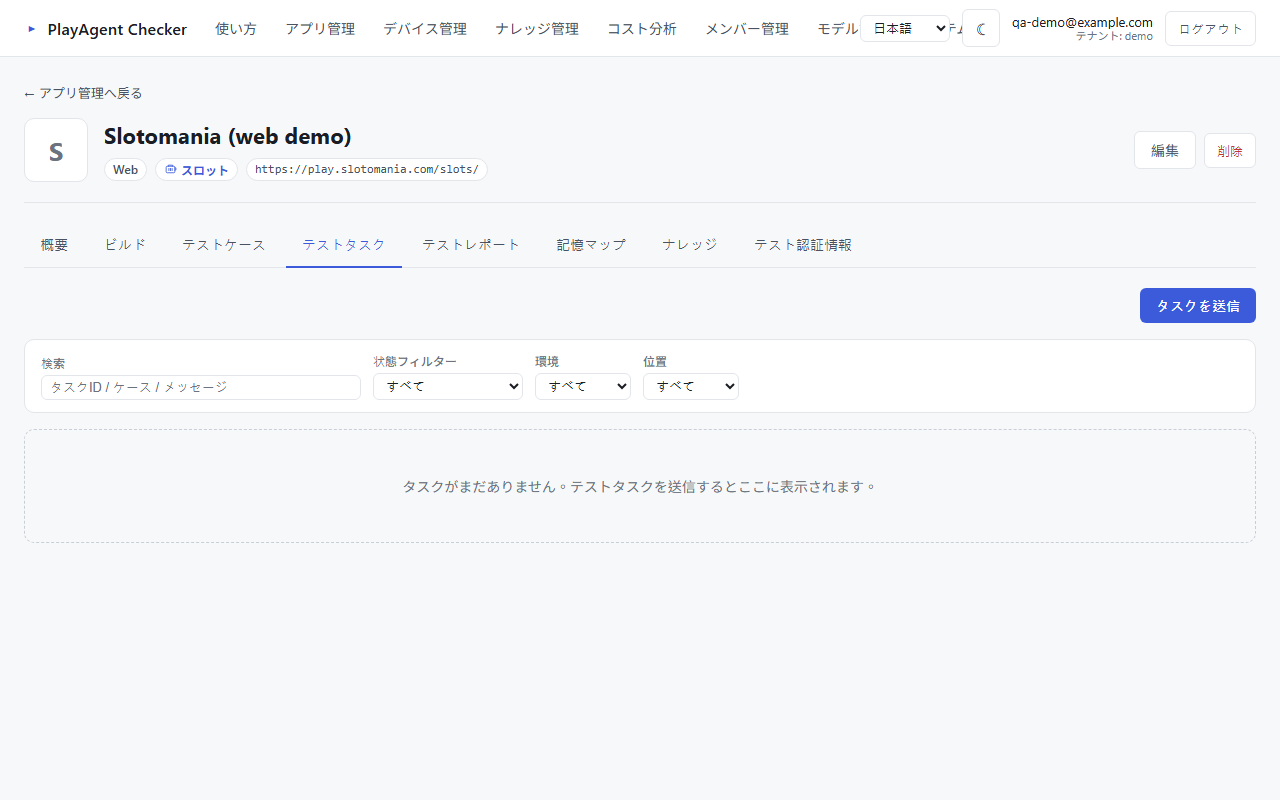 PlayAgent Checker
使い方
アプリ管理
デバイス管理
ナレッジ管理
コスト分析
メンバー管理
モデル
日本語
qa-demo@example.com
テナント: demo
ログアウト
← アプリ管理へ戻る
S
Slotomania (web demo)
Web
スロット
https://play.slotomania.com/slots/
編集
削除
概要
ビルド
テストケース
テストタスク
テストレポート
記憶マップ
ナレッジ
テスト認証情報
タスクを送信
検索
状態フィルター
環境
位置
タスクID / ケース / メッセージ
すべて
すべて
すべて
タスクがまだありません。テストタスクを送信するとここに表示されます。